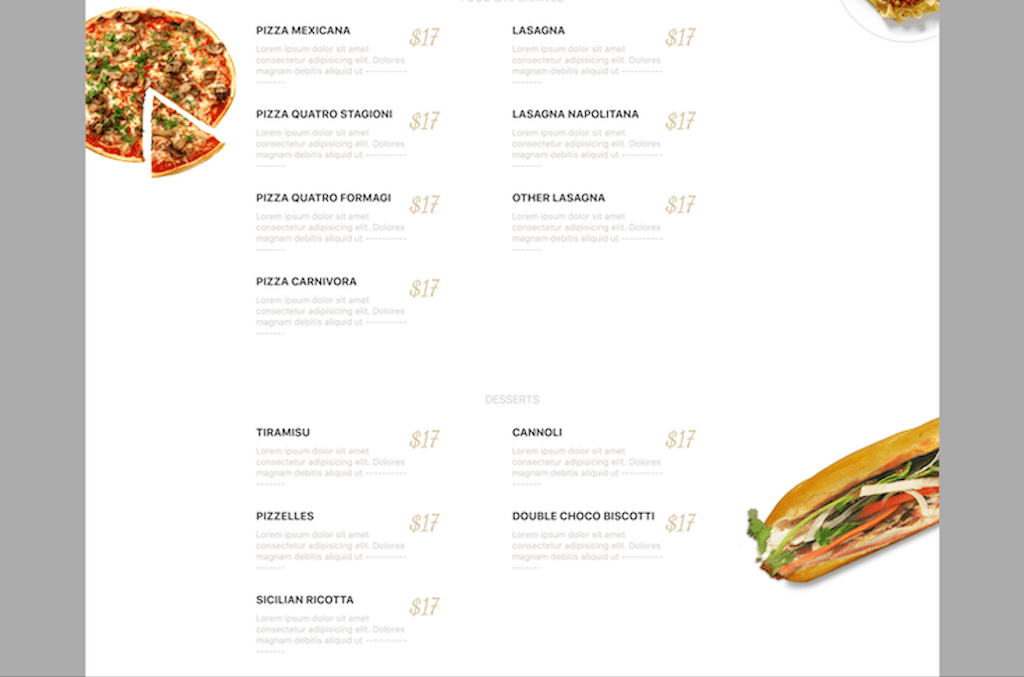 PIZZA MEXICANA
$17
Lorem ipsum dolor sit amet
consectetur adipisicing elit. Dolores
magnam debitis aliquid ut ----------
-------
LASAGNA
$17
Lorem ipsum dolor sit amet
consectetur adipisicing elit. Dolores
magnam debitis aliquid ut ----------
-------
PIZZA QUATRO STAGIONI
$17
Lorem ipsum dolor sit amet
consectetur adipisicing elit. Dolores
magnam debitis aliquid ut ----------
-------
LASAGNA NAPOLITANA
$17
Lorem ipsum dolor sit amet
consectetur adipisicing elit. Dolores
magnam debitis aliquid ut ----------
-------
PIZZA QUATRO FORMAGI
$17
Lorem ipsum dolor sit amet
consectetur adipisicing elit. Dolores
magnam debitis aliquid ut ----------
-------
OTHER LASAGNA
$17
Lorem ipsum dolor sit amet
consectetur adipisicing elit. Dolores
magnam debitis aliquid ut ----------
-------
PIZZA CARNIVORA
$17
Lorem ipsum dolor sit amet
consectetur adipisicing elit. Dolores
magnam debitis aliquid ut ----------
-------
DESSERTS
TIRAMISU
$17
Lorem ipsum dolor sit amet
consectetur adipisicing elit. Dolores
magnam debitis aliquid ut ----------
-------
CANNOLI
$17
Lorem ipsum dolor sit amet
consectetur adipisicing elit. Dolores
magnam debitis aliquid ut ----------
-------
PIZZELLES
$17
Lorem ipsum dolor sit amet
consectetur adipisicing elit. Dolores
magnam debitis aliquid ut ----------
-------
DOUBLE CHOCO BISCOTTI
$17
Lorem ipsum dolor sit amet
consectetur adipisicing elit. Dolores
magnam debitis aliquid ut ----------
-------
SICILIAN RICOTTA
$17
Lorem ipsum dolor sit amet
consectetur adipisicing elit. Dolores
magnam debitis aliquid ut ----------
-------